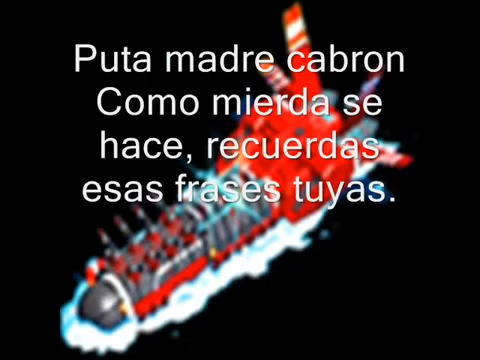 Puta madre cabron
Como mierda se
hace, recuerdas
esas frases tuyas.